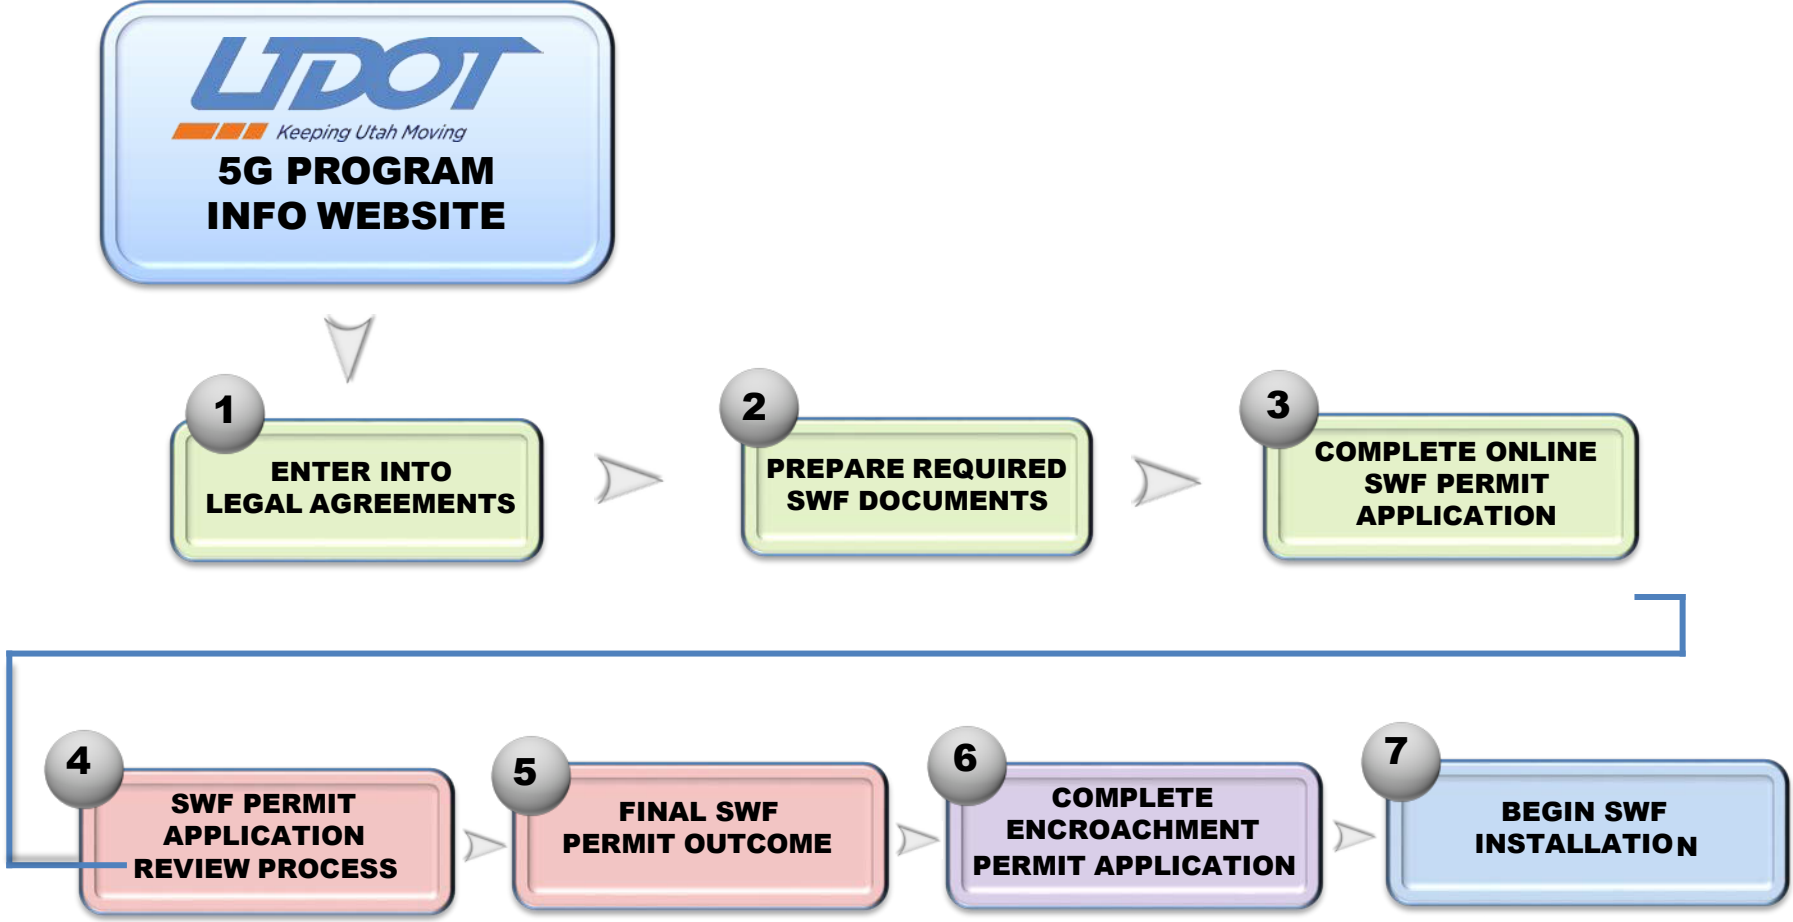 UDOT
Keeping Utah Moving
5G PROGRAM
INFO WEBSITE
1
ENTER INTO
LEGAL AGREEMENTS
2
PREPARE REQUIRED
SWF DOCUMENTS
3
COMPLETE ONLINE
SWF PERMIT
APPLICATION
4
SWF PERMIT
APPLICATION
REVIEW PROCESS
5
FINAL SWF
PERMIT OUTCOME
6
COMPLETE
ENCROACHMENT
PERMIT APPLICATION
7
BEGIN SWF
INSTALLATION